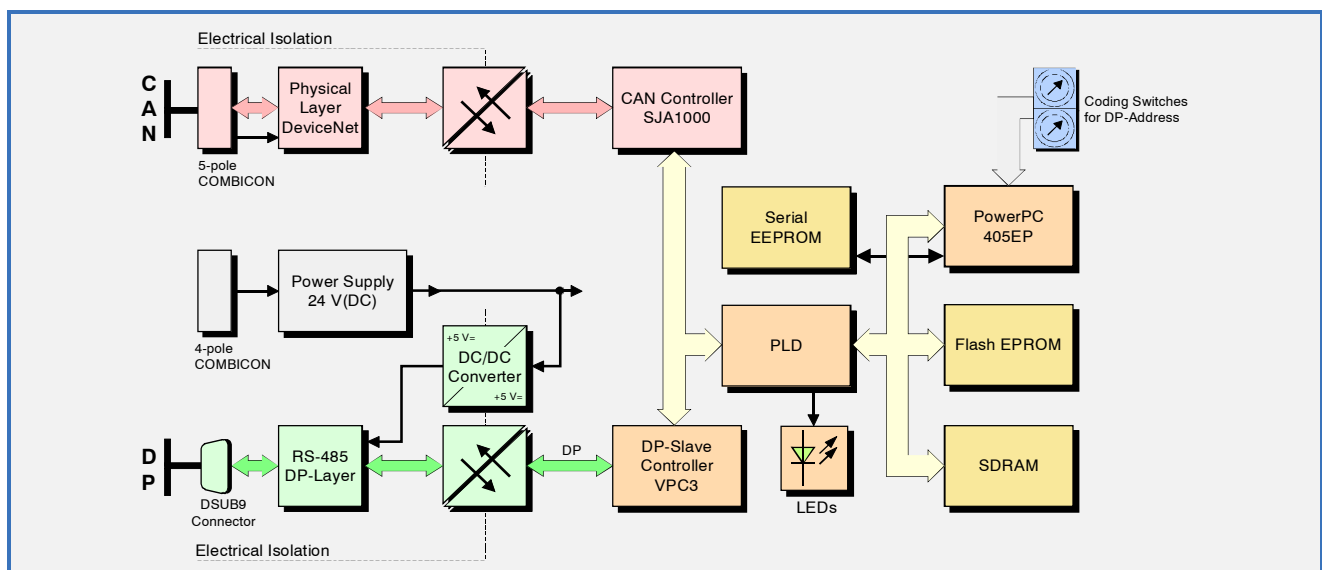 Electrical Isolation
C
A
N
5-pole
COMBICON
Physical
Layer
DeviceNet
CAN Controller
SJA1000
Coding Switches
for DP-Address
Serial
EEPROM
PowerPC
405EP
4-pole
COMBICON
Power Supply
24 V(DC)
+5 V=
DC/DC
Converter
+5 V=
PLD
Flash EPROM
D
P
DSUB9
Connector
RS-485
DP-Layer
DP
DP-Slave
Controller
VPC3
LEDs
SDRAM
Electrical Isolation